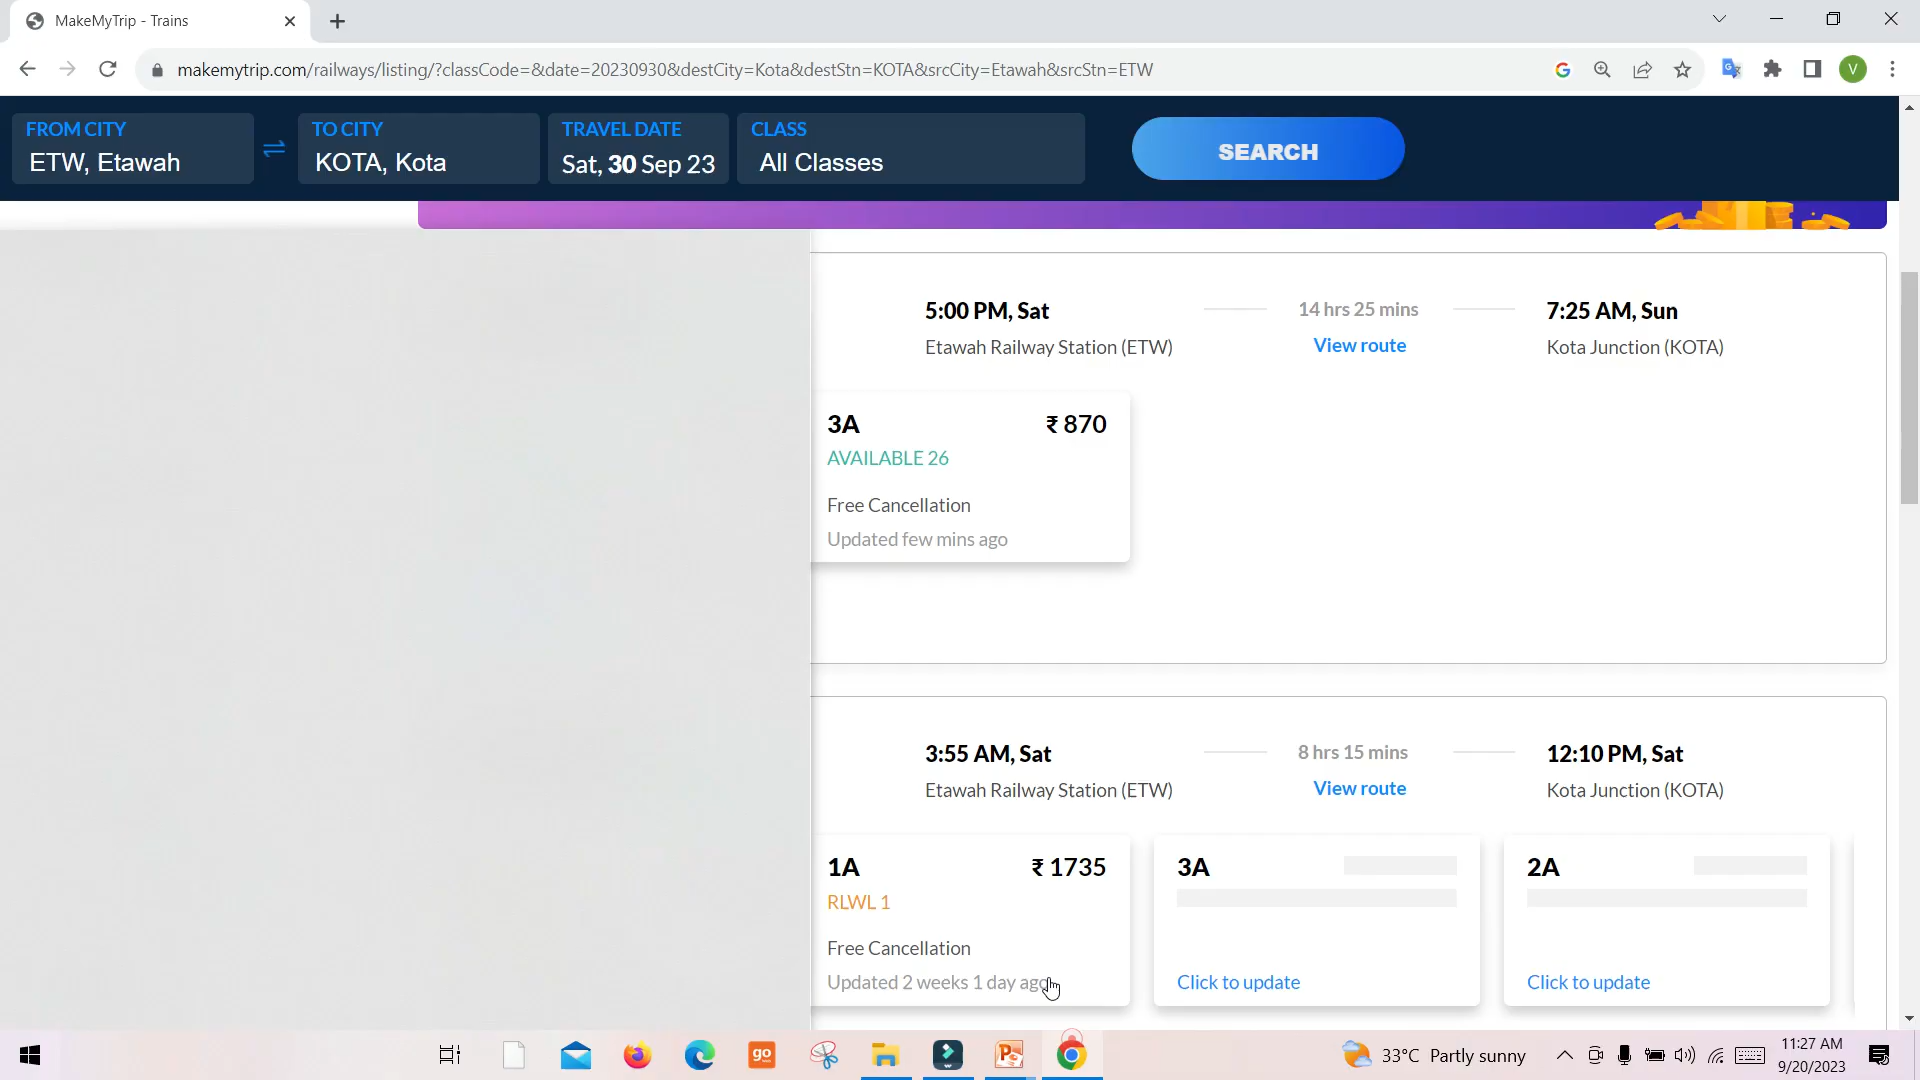 MakeMyTrip - Trains
makemytrip.com/railways/listing/?classCode=&date=20230930&destCity=Kota&destStn=KOTA&srcCity=Etawah&srcStn=ETW
V
FROM CITY
ETW, Etawah
TO CITY
KOTA, Kota
TRAVEL DATE
Sat, 30 Sep 23
CLASS
All Classes
SEARCH
5:00 PM, Sat
14 hrs 25 mins
7:25 AM, Sun
Etawah Railway Station (ETW)
View route
Kota Junction (KOTA)
3A
₹ 870
AVAILABLE 26
Free Cancellation
Updated few mins ago
3:55 AM, Sat
8 hrs 15 mins
12:10 PM, Sat
Etawah Railway Station (ETW)
View route
Kota Junction (KOTA)
1A
₹ 1735
RLWL 1
Free Cancellation
Updated 2 weeks 1 day ago
3A
Click to update
2A
Click to update
go
33°C Partly sunny
11:27 AM
9/20/2023